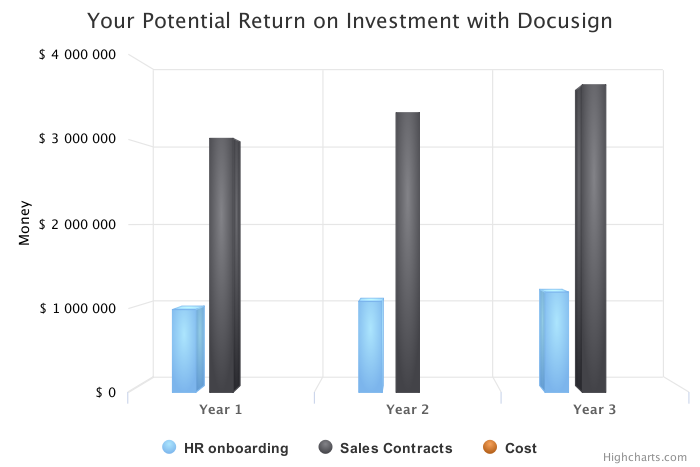 Your Potential Return on Investment with Docusign
$ 4 000 000
$ 3 000 000
$ 2 000 000
$ 1 000 000
$ 0
Money
Year 1
Year 2
Year 3
HR onboarding
Sales Contracts
Cost
Highcharts.com